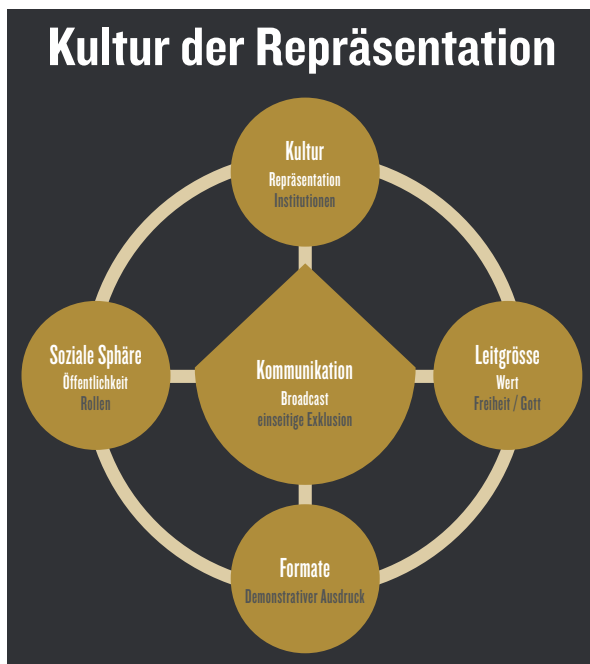 Kultur der Repräsentation
Kultur
Repräsentation
Institutionen
Soziale Sphäre
Öffentlichkeit
Rollen
Kommunikation
Broadcast
einseitige Exklusion
Leitgrösse
Wert
Freiheit / Gott
Formate
Demonstrativer Ausdruck